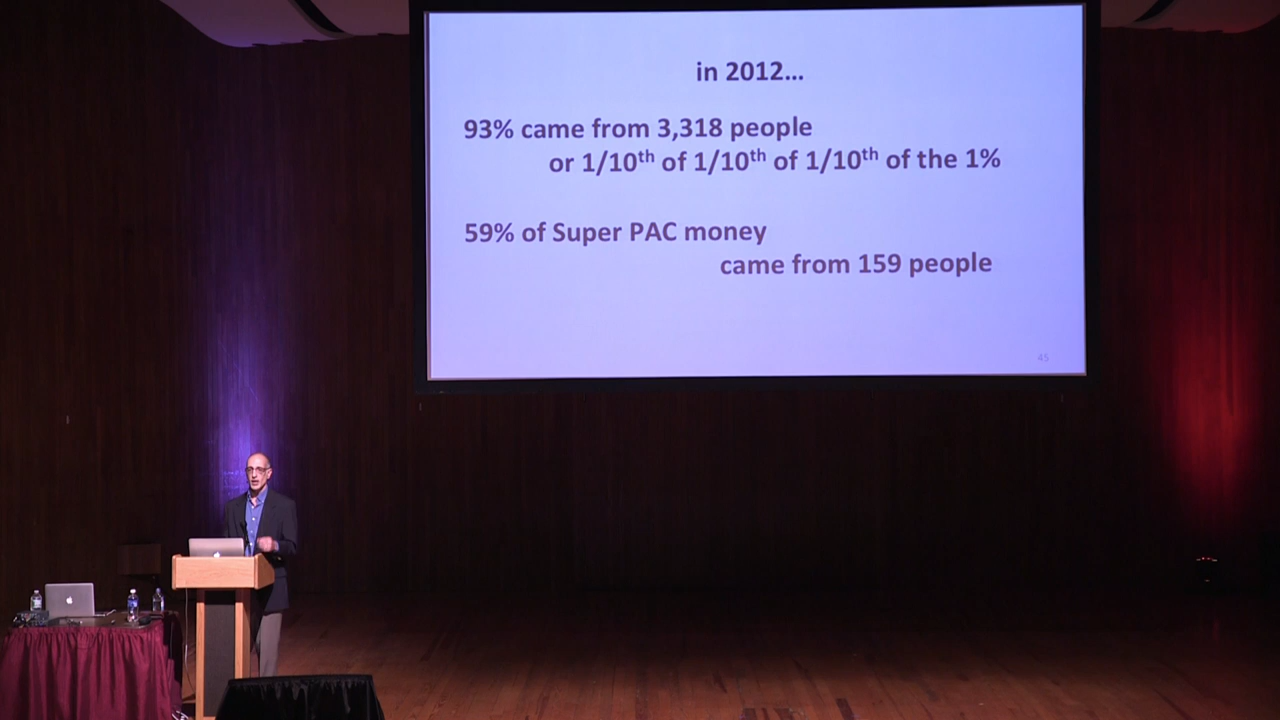 in 2012...
93% came from 3,318 people
or 1/10th of 1/10th of 1/10th of the 1%
59% of Super PAC money
came from 159 people
45